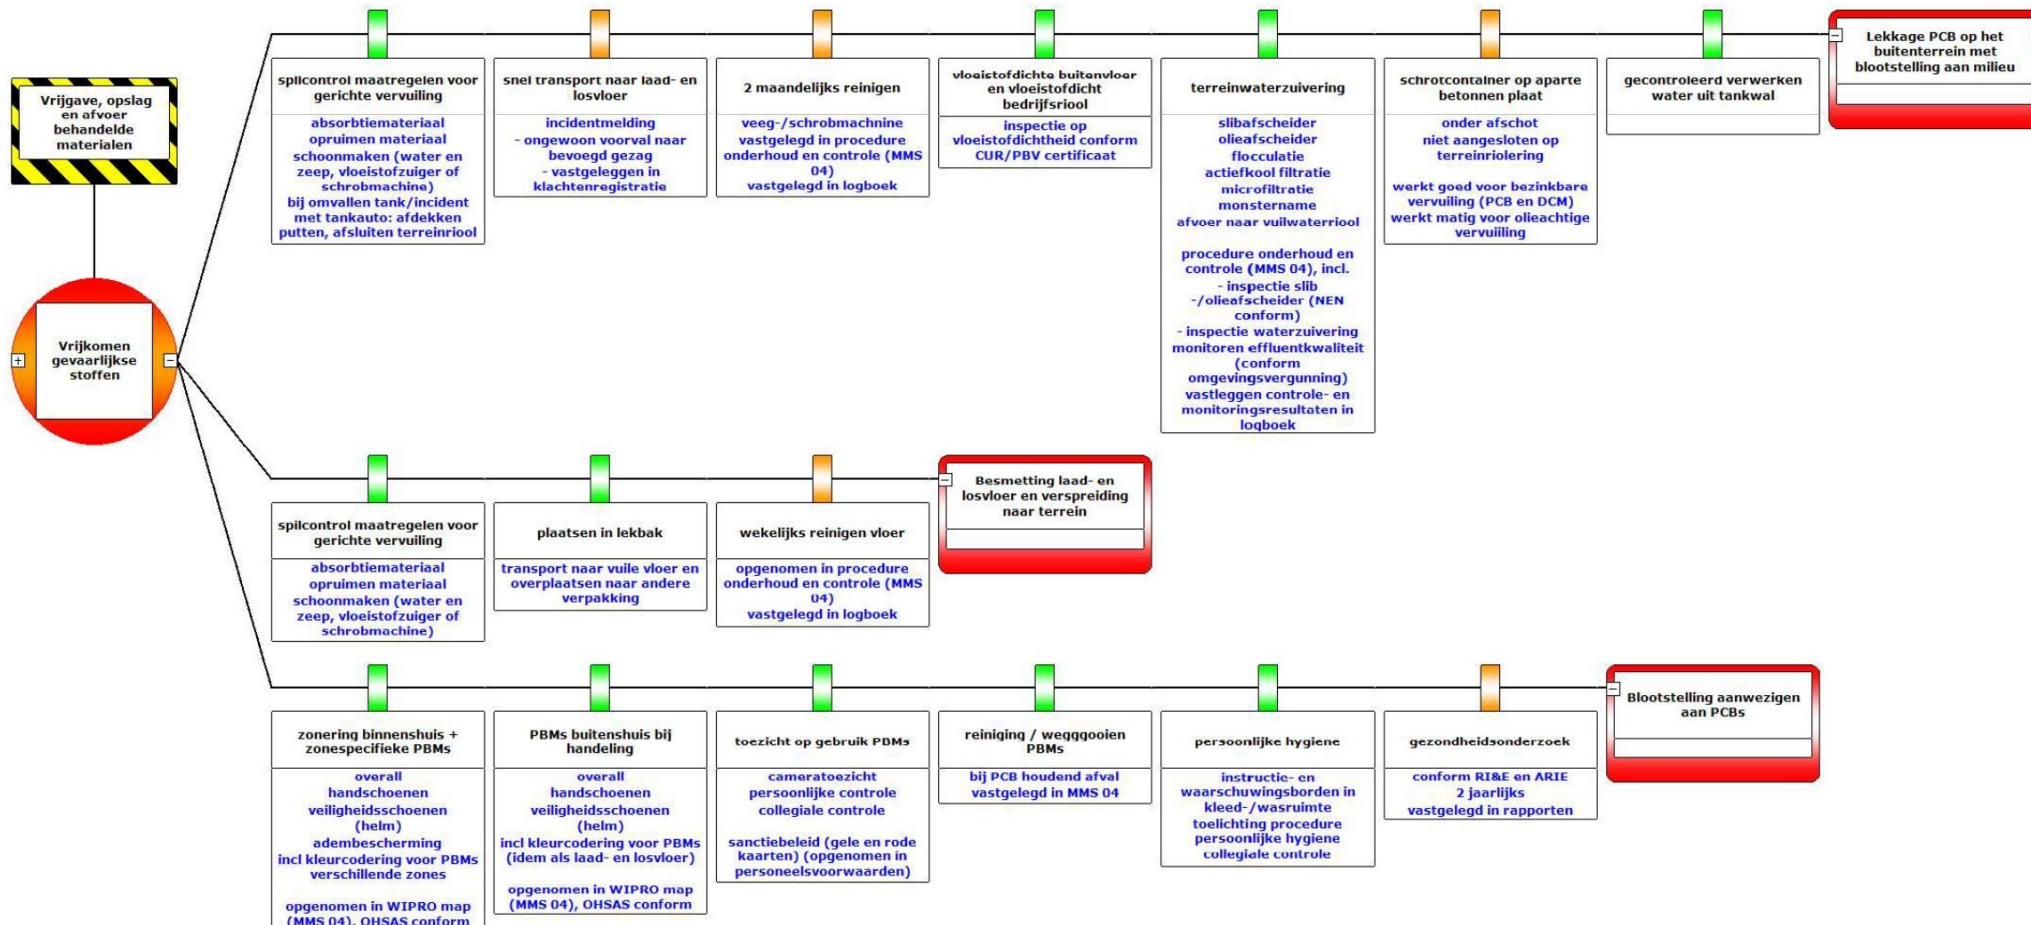 Vrijgave, opslag
en afvoer
behandelde
materialen
Vrijkomen
gevaarlijkse
stoffen
spilcontrol maatregelen voor
gerichte vervuiling
absorbtiemateriaal
opruimen materiaal
schoonmaken (water en
zeep, vloeistofzuiger of
schrobmachine)
bij omvallen tank/incident
met tankauto: afdekken
putten, afsluiten terreinriool
snel transport naar laad- en
losvloer
incidentmelding
- ongewoon voorval naar
bevoegd gezag
- vastgeleggen in
klachtenregistratie
2 maandelijks reinigen
veeg-/schrobmachnine
vastgelegd in procedure
onderhoud en controle (MMS
04)
vastgelegd in logboek
vloeistofdichte buitenvloer
en vloeistofdicht
bedrijfsriool
inspectie op
vloeistofdichtheid conform
CUR/PBV certificaat
terreinwaterzuivering
slibafscheider
olieafscheider
flocculatie
actiefkool filtratie
microfiltratie
monstername
afvoer naar vuilwaterriool
procedure onderhoud en
controle (MMS 04), incl.
- inspectie slib
-/olieafscheider (NEN
conform)
- inspectie waterzuivering
monitoren effluentkwaliteit
(conform
omgevingsvergunning)
vastleggen controle- en
monitoringsresultaten in
logboek
schrotcontainer op aparte
betonnen plaat
onder afschot
niet aangesloten op
terreinriolering
werkt goed voor bezinkbare
vervuiling (PCB en DCM)
werkt matig voor olieachtige
vervuiiling
gecontroleerd verwerken
water uit tankwal
Lekkage PCB op het
buitenterrein met
blootstelling aan milieu
spilcontrol maatregelen voor
gerichte vervuiling
absorbtiemateriaal
opruimen materiaal
schoonmaken (water en
zeep, vloeistofzuiger of
schrobmachine)
plaatsen in lekbak
transport naar vuile vloer en
overplaatsen naar andere
verpakking
wekelijks reinigen vloer
opgenomen in procedure
onderhoud en controle (MMS
04)
vastgelegd in logboek
Besmetting laad- en
losvloer en verspreiding
naar terrein
zonering binnenshuis +
zonespecifieke PBMs
overall
handschoenen
veiligheidsschoenen
(helm)
adembescherming
incl kleurcodering voor PBMs
verschillende zones
opgenomen in WIPRO map
(MMS 04), OHSAS conform
PBMs buitenshuis bij
handeling
overall
handschoenen
veiligheidsschoenen
(helm)
incl kleurcodering voor PBMs
(idem als laad- en losvloer)
opgenomen in WIPRO map
(MMS 04), OHSAS conform
toezicht op gebruik PBMs
cameratoezicht
persoonlijke controle
collegiale controle
sanctiebeleid (gele en rode
kaarten) (opgenomen in
personeelsvoorwaarden)
reiniging / wegggooien
PBMs
bij PCB houdend afval
vastgelegd in MMS 04
persoonlijke hygiene
instructie- en
waarschuwingsborden in
kleed-/wasruimte
toelichting procedure
persoonlijke hygiene
collegiale controle
gezondheidsonderzoek
conform RI&E en ARIE
2 jaarlijks
vastgelegd in rapporten
Blootstelling aanwezigen
aan PCBs